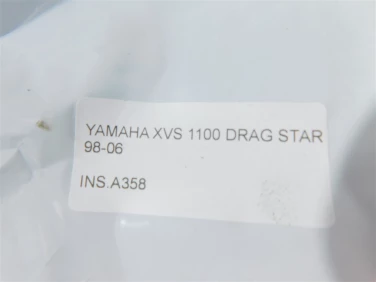 YAMAHA XVS 1100 DRAG STAR
98-06
INS.A358